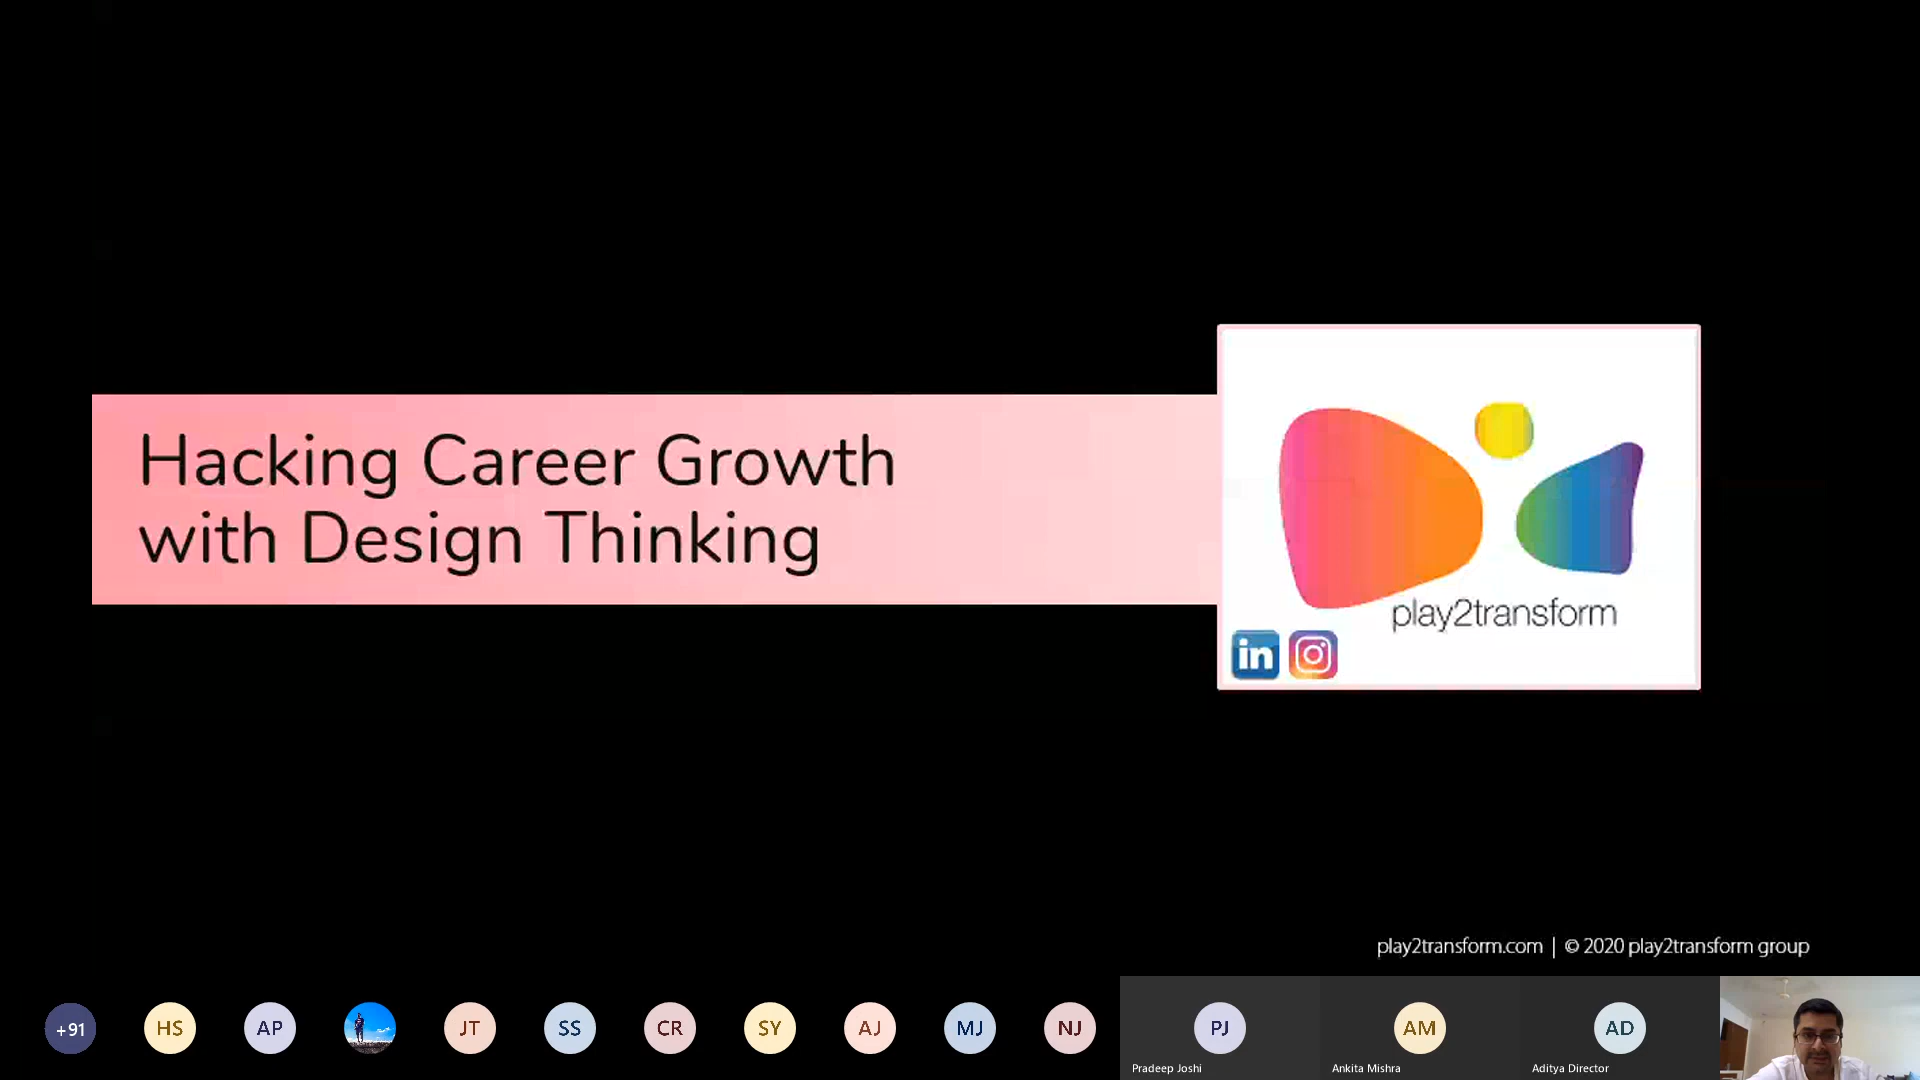 Hacking Career Growth
with Design Thinking
play2transform
in
play2transform.com | © 2020 play2transform group
+91
HS
AP
JT
SS
CR
SY
AJ
MJ
NJ
PJ
AM
AD
Pradeep Joshi
Ankita Mishra
Aditya Director